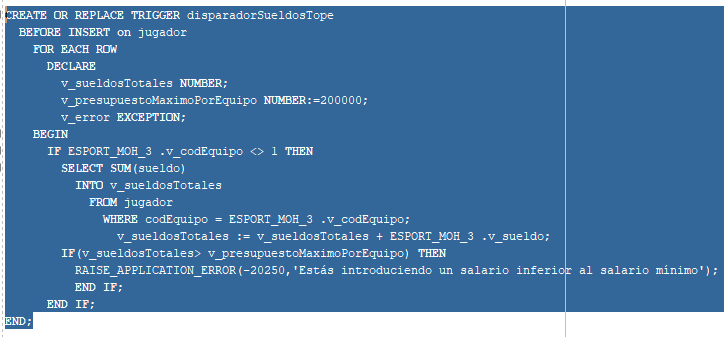 CREATE OR REPLACE TRIGGER disparadorSueldosTope
BEFORE INSERT on jugador
FOR EACH ROW
DECLARE
v_sueldosTotales NUMBER;
v_presupuestoMaximoPorEquipo NUMBER:=200000;
v_error EXCEPTION;
BEGIN
IF ESPORT_MOH_3 .v_codEquipo <> 1 THEN
SELECT SUM(sueldo)
INTO v_sueldosTotales
FROM jugador
WHERE codEquipo = ESPORT_MOH_3 .v_codEquipo;
v_sueldosTotales := v_sueldosTotales + ESPORT_MOH_3 .v_sueldo;
IF(v_sueldosTotales> v_presupuestoMaximoPorEquipo) THEN
RAISE_APPLICATION_ERROR(-20250,'Estás introduciendo un salario inferior al salario mínimo');
END IF;
END IF;
END;